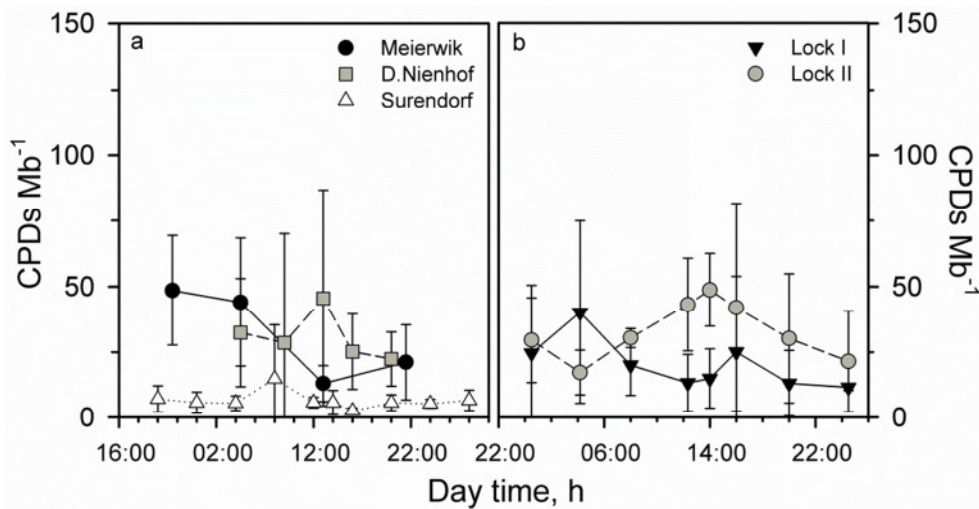 150
100
50
0
CPDs Mb⁻¹
a
Meierwik
D.Nienhof
Surendorf
16:00 02:00 12:00 22:00
b
Lock I
Lock II
22:00 06:00 14:00 22:00
150
100
50
0
CPDs Mb⁻¹
Day time, h